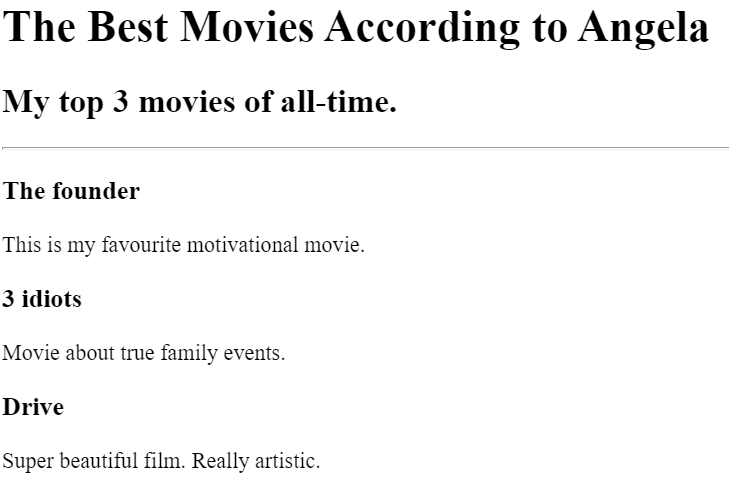 The Best Movies According to Angela
My top 3 movies of all-time.
The founder
This is my favourite motivational movie.
3 idiots
Movie about true family events.
Drive
Super beautiful film. Really artistic.